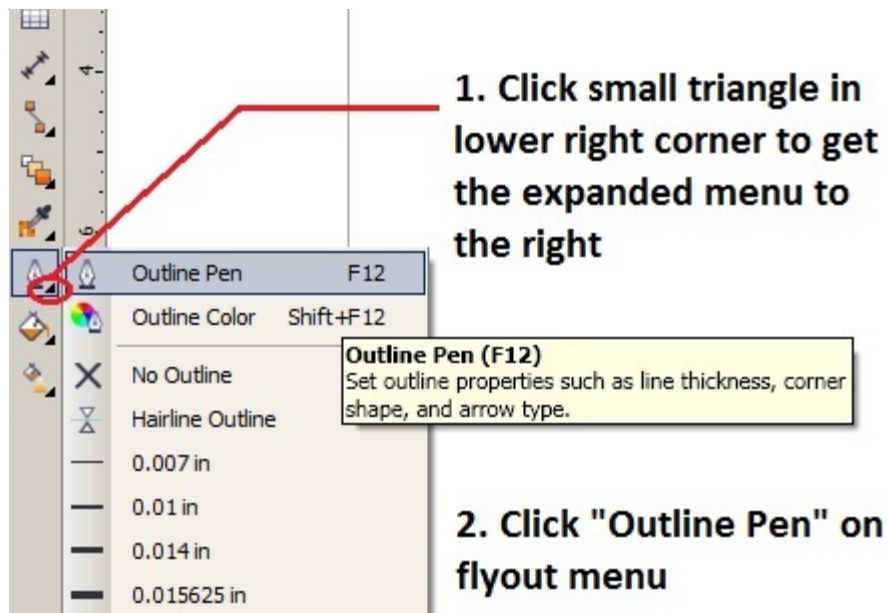 4
1. Click small triangle in
lower right corner to get
the expanded menu to
the right
6
Outline Pen F12
Outline Color Shift+F12
Outline Pen (F12)
Set outline properties such as line thickness, corner
shape, and arrow type.
No Outline
Hairline Outline
0.007 in
0.01 in
0.014 in
0.015625 in
2. Click "Outline Pen" on
flyout menu